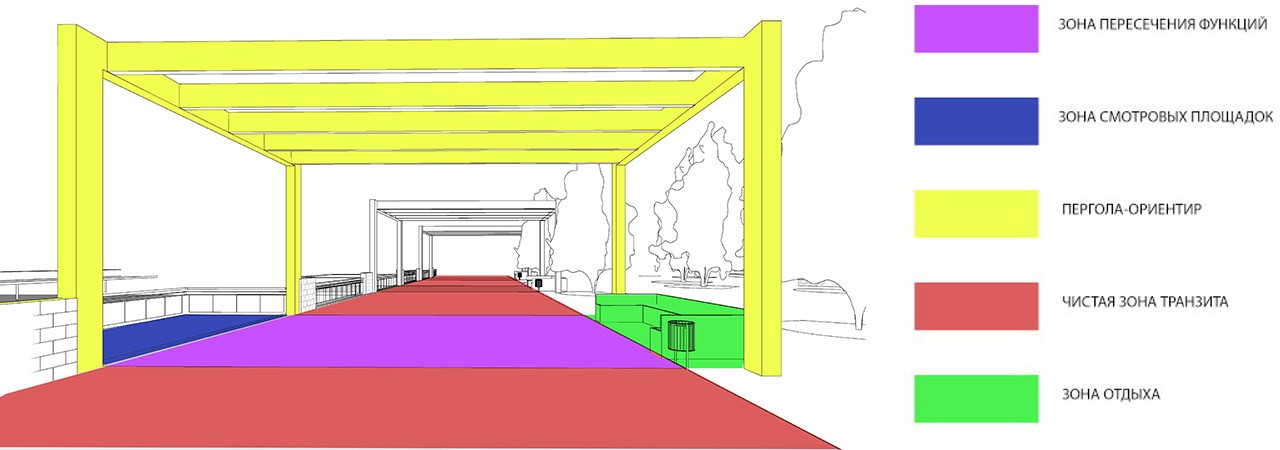 ЗОНА ПЕРЕСЕЧЕНИЯ ФУНКЦИЙ
ЗОНА СМОТРОВЫХ ПЛОЩАДОК
ПЕРГОЛА-ОРИЕНТИР
ЧИСТАЯ ЗОНА ТРАНЗИТА
ЗОНА ОТДЫХА